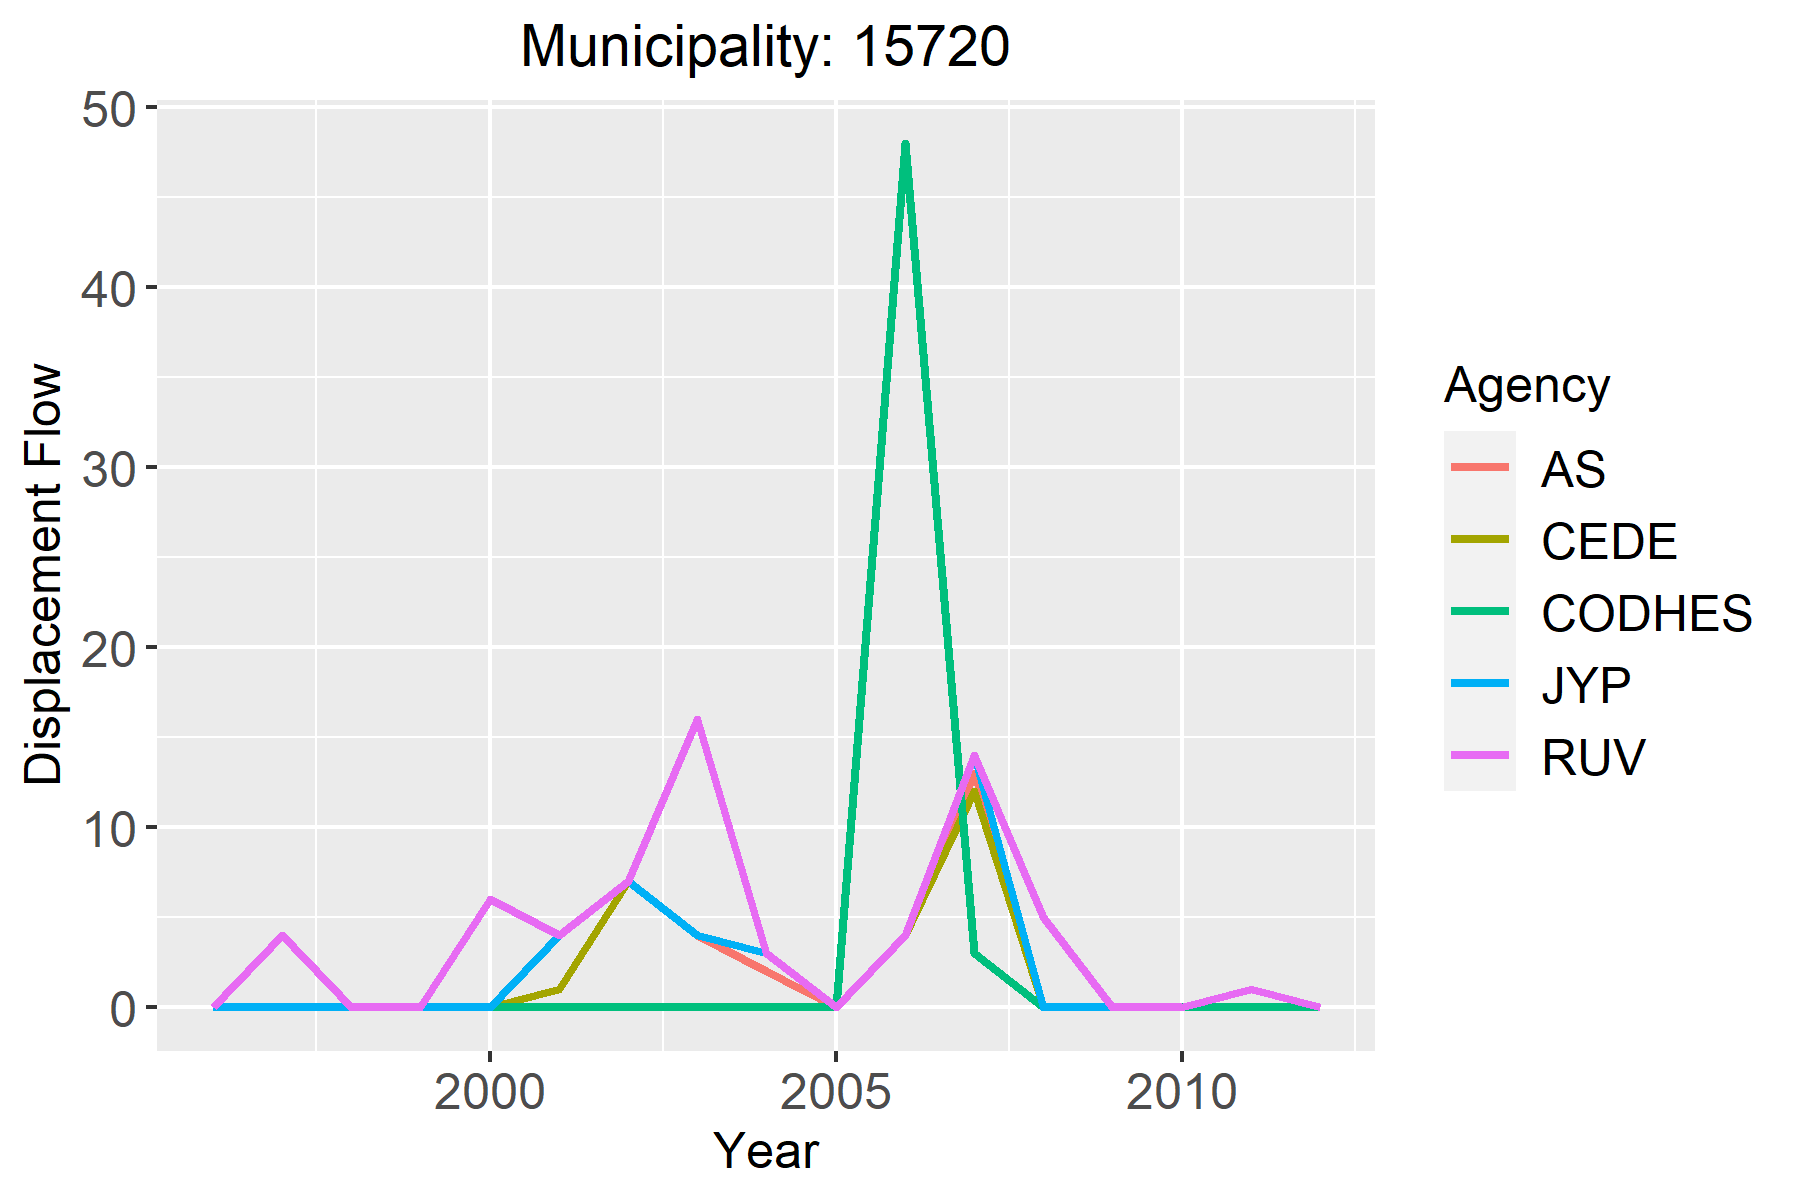 Municipality: 15720
50
40
30
20
10
0
Displacement Flow
2000 2005 2010
Year
Agency
AS
CEDE
CODHES
JYP
RUV